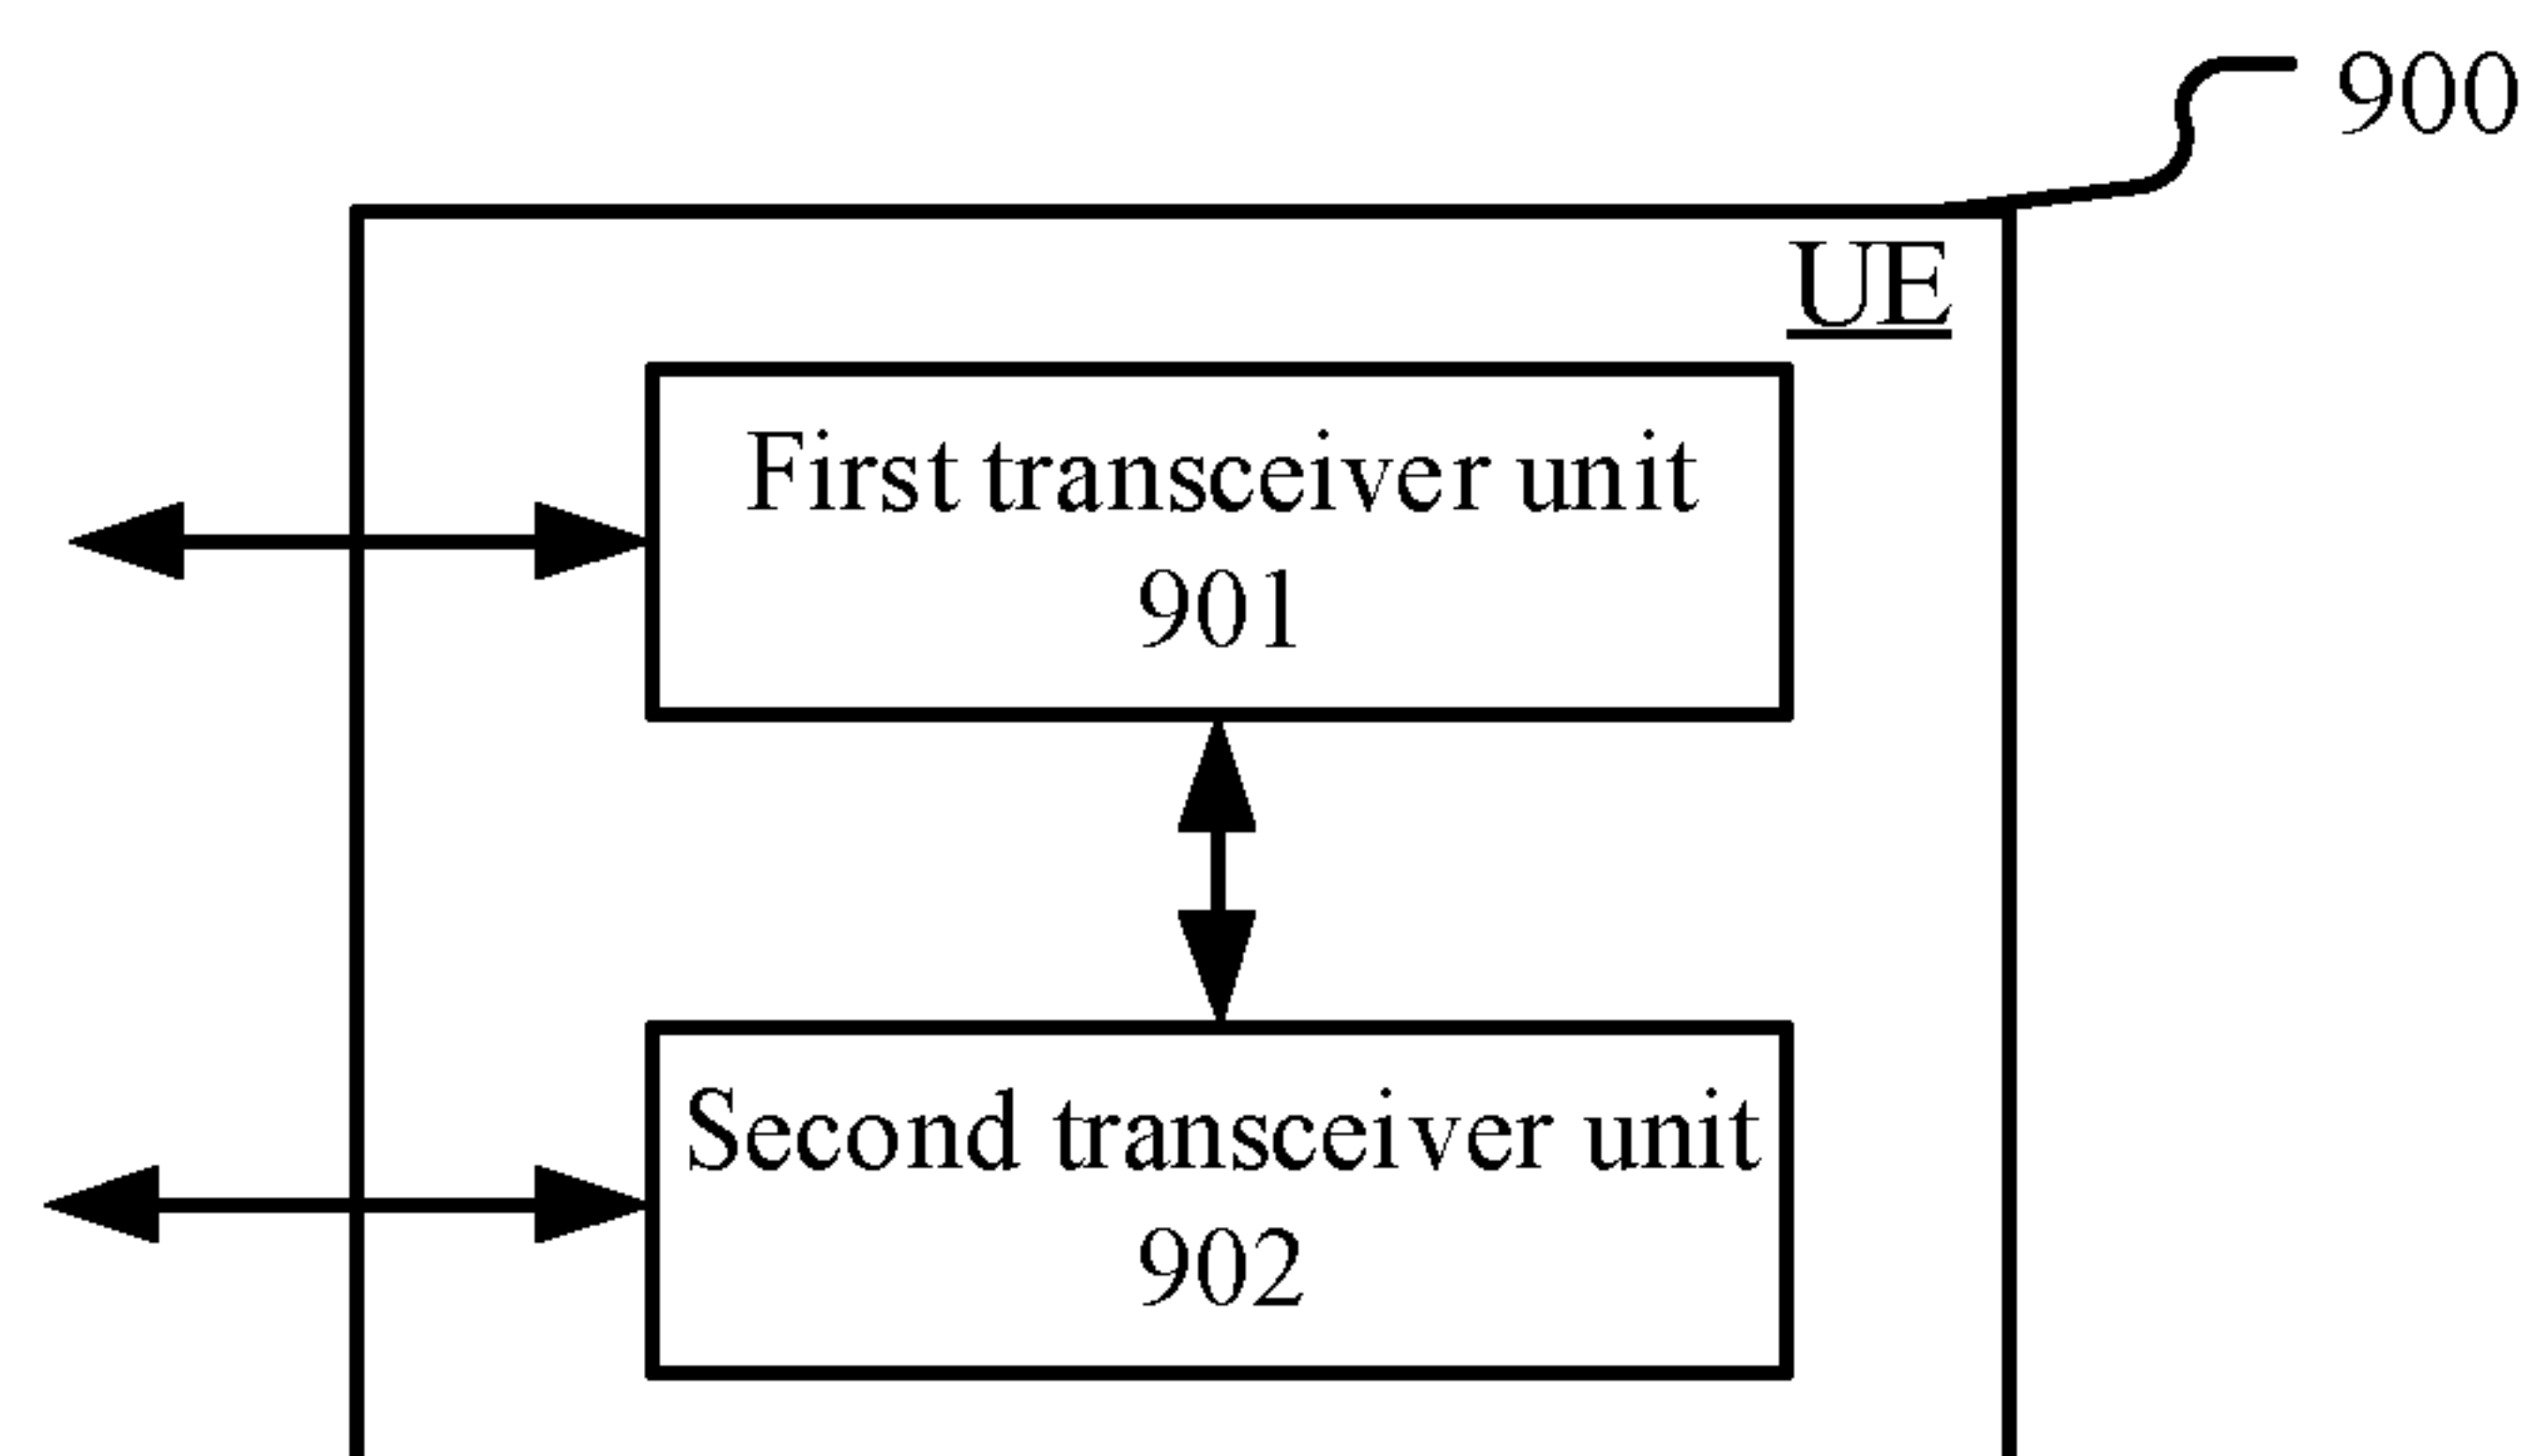 900
UE
First transceiver unit
901
Second transceiver unit
902